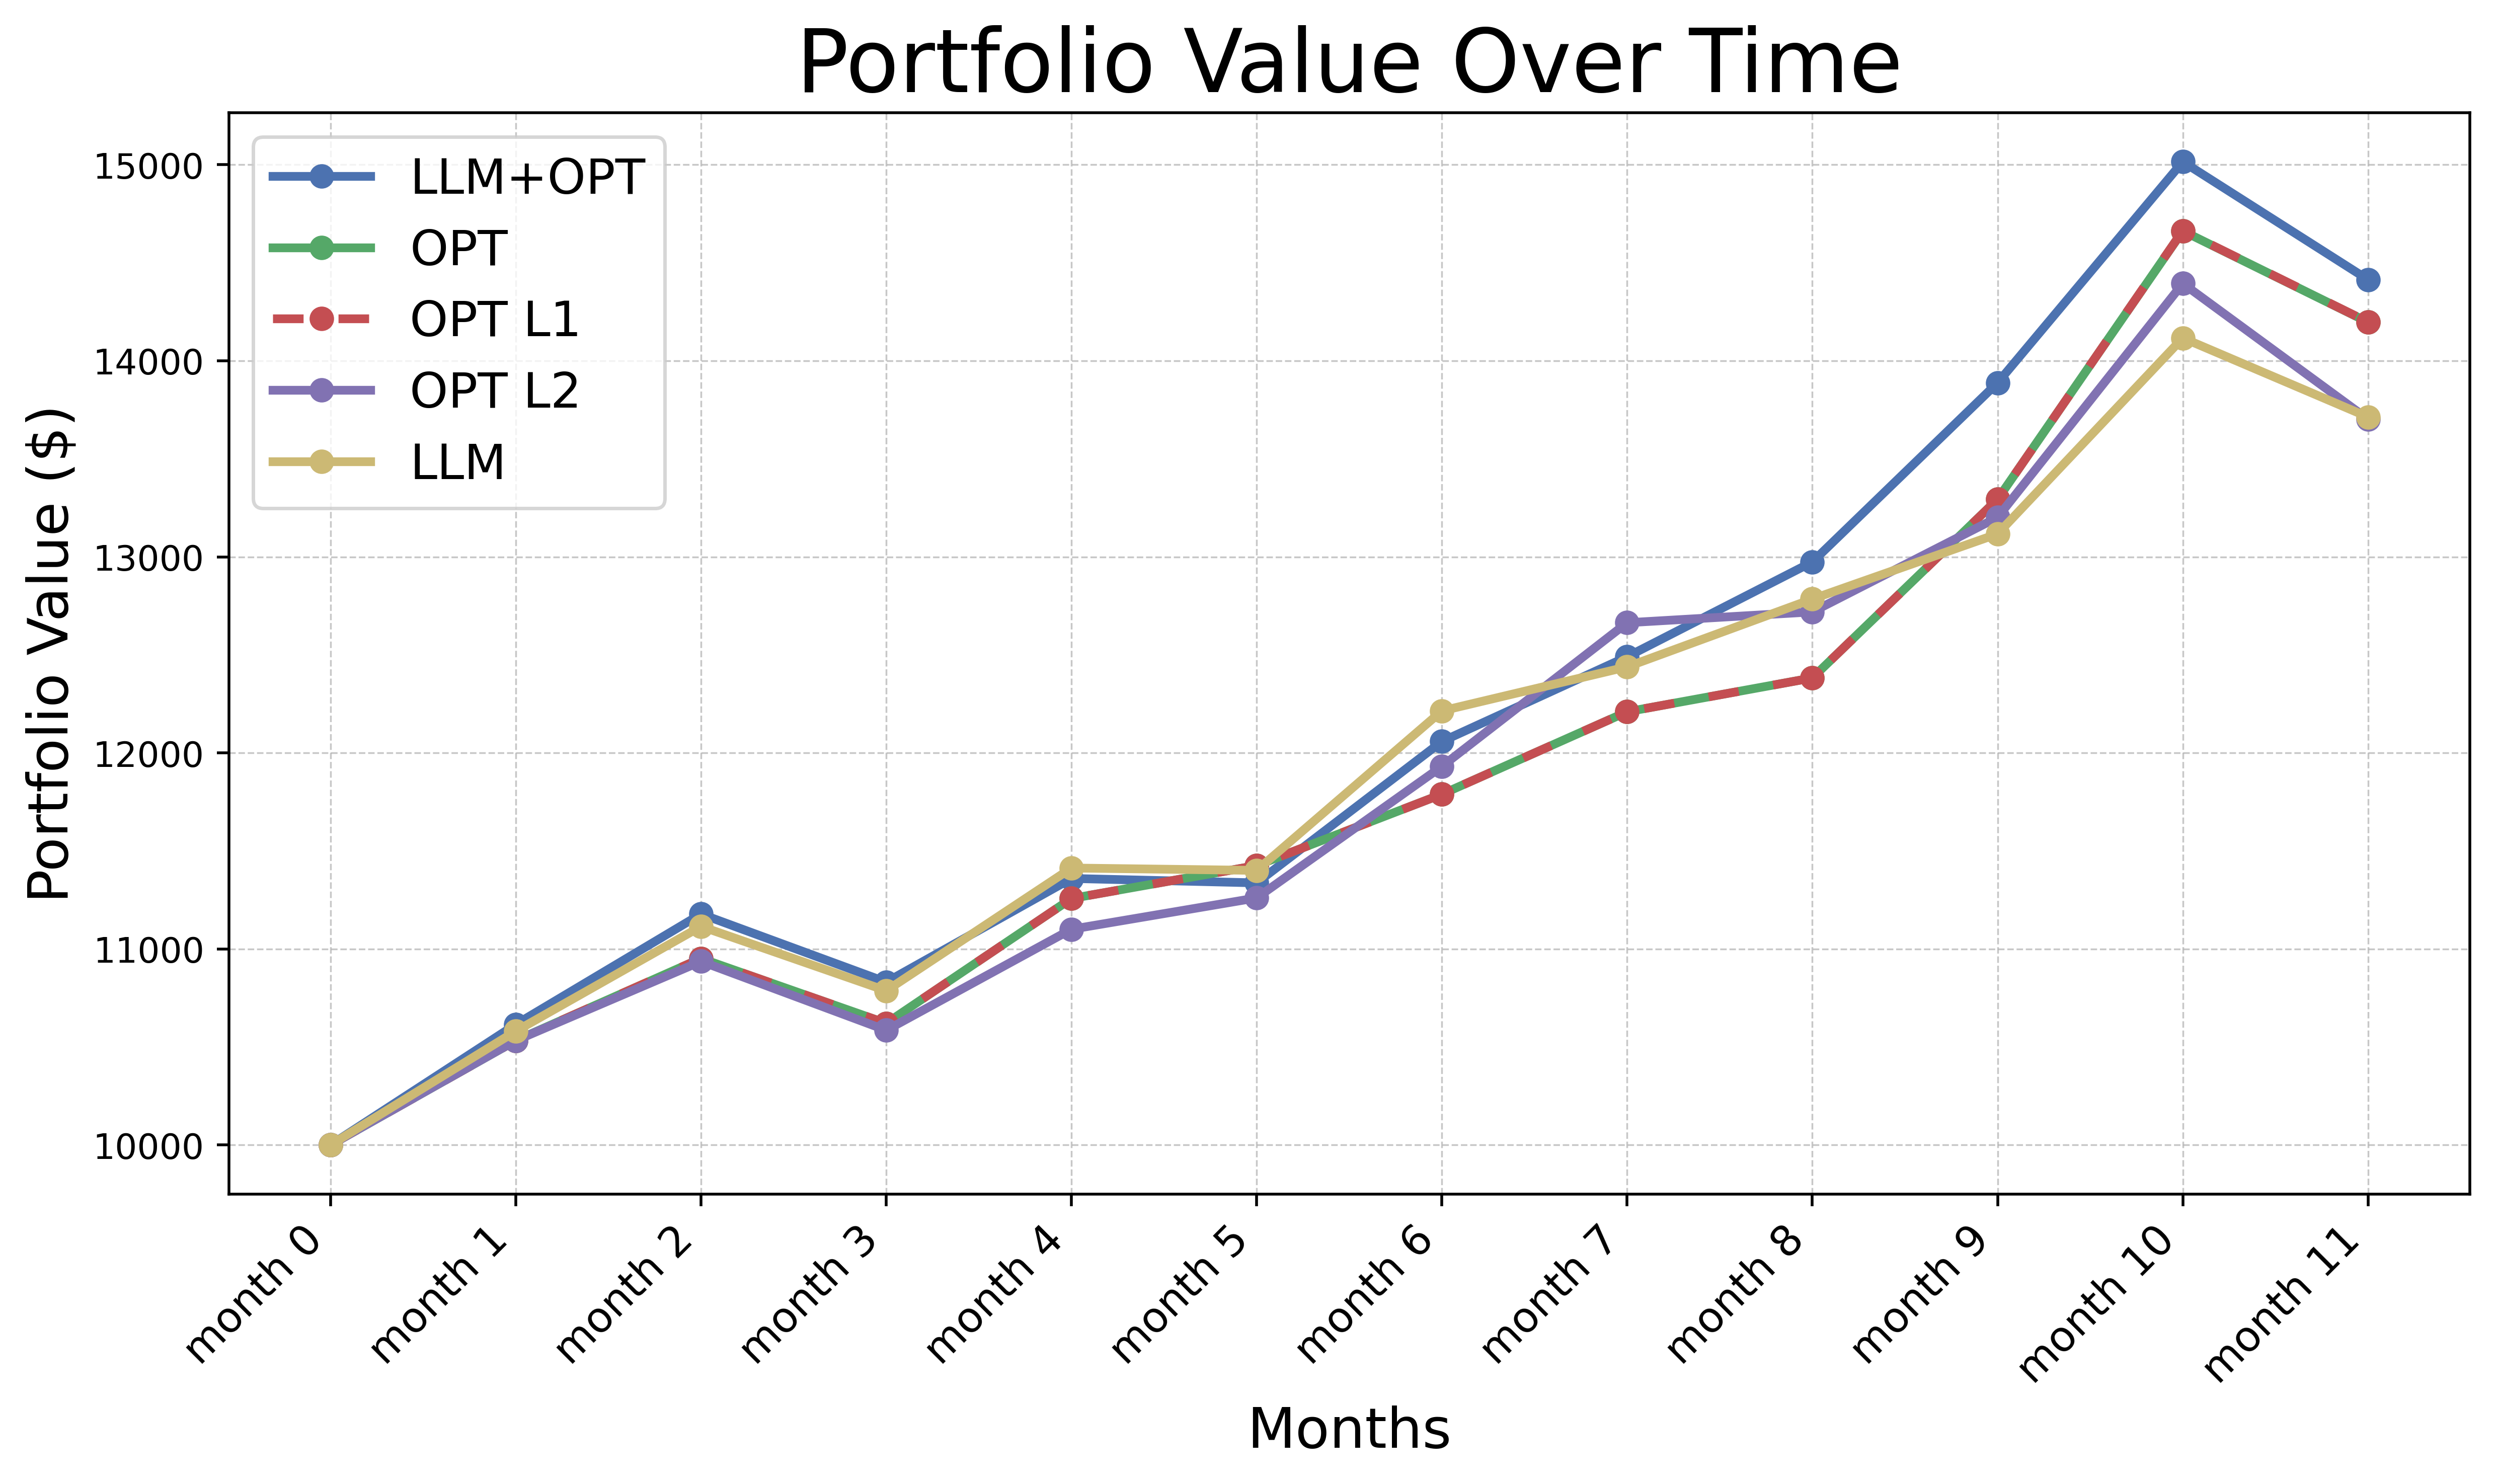 Portfolio Value Over Time
LLM+OPT
OPT
OPT L1
OPT L2
LLM
Portfolio Value ($)
15000
14000
13000
12000
11000
10000
month 0
month 1
month 2
month 3
month 4
month 5
month 6
month 7
month 8
month 9
month 10
month 11
Months